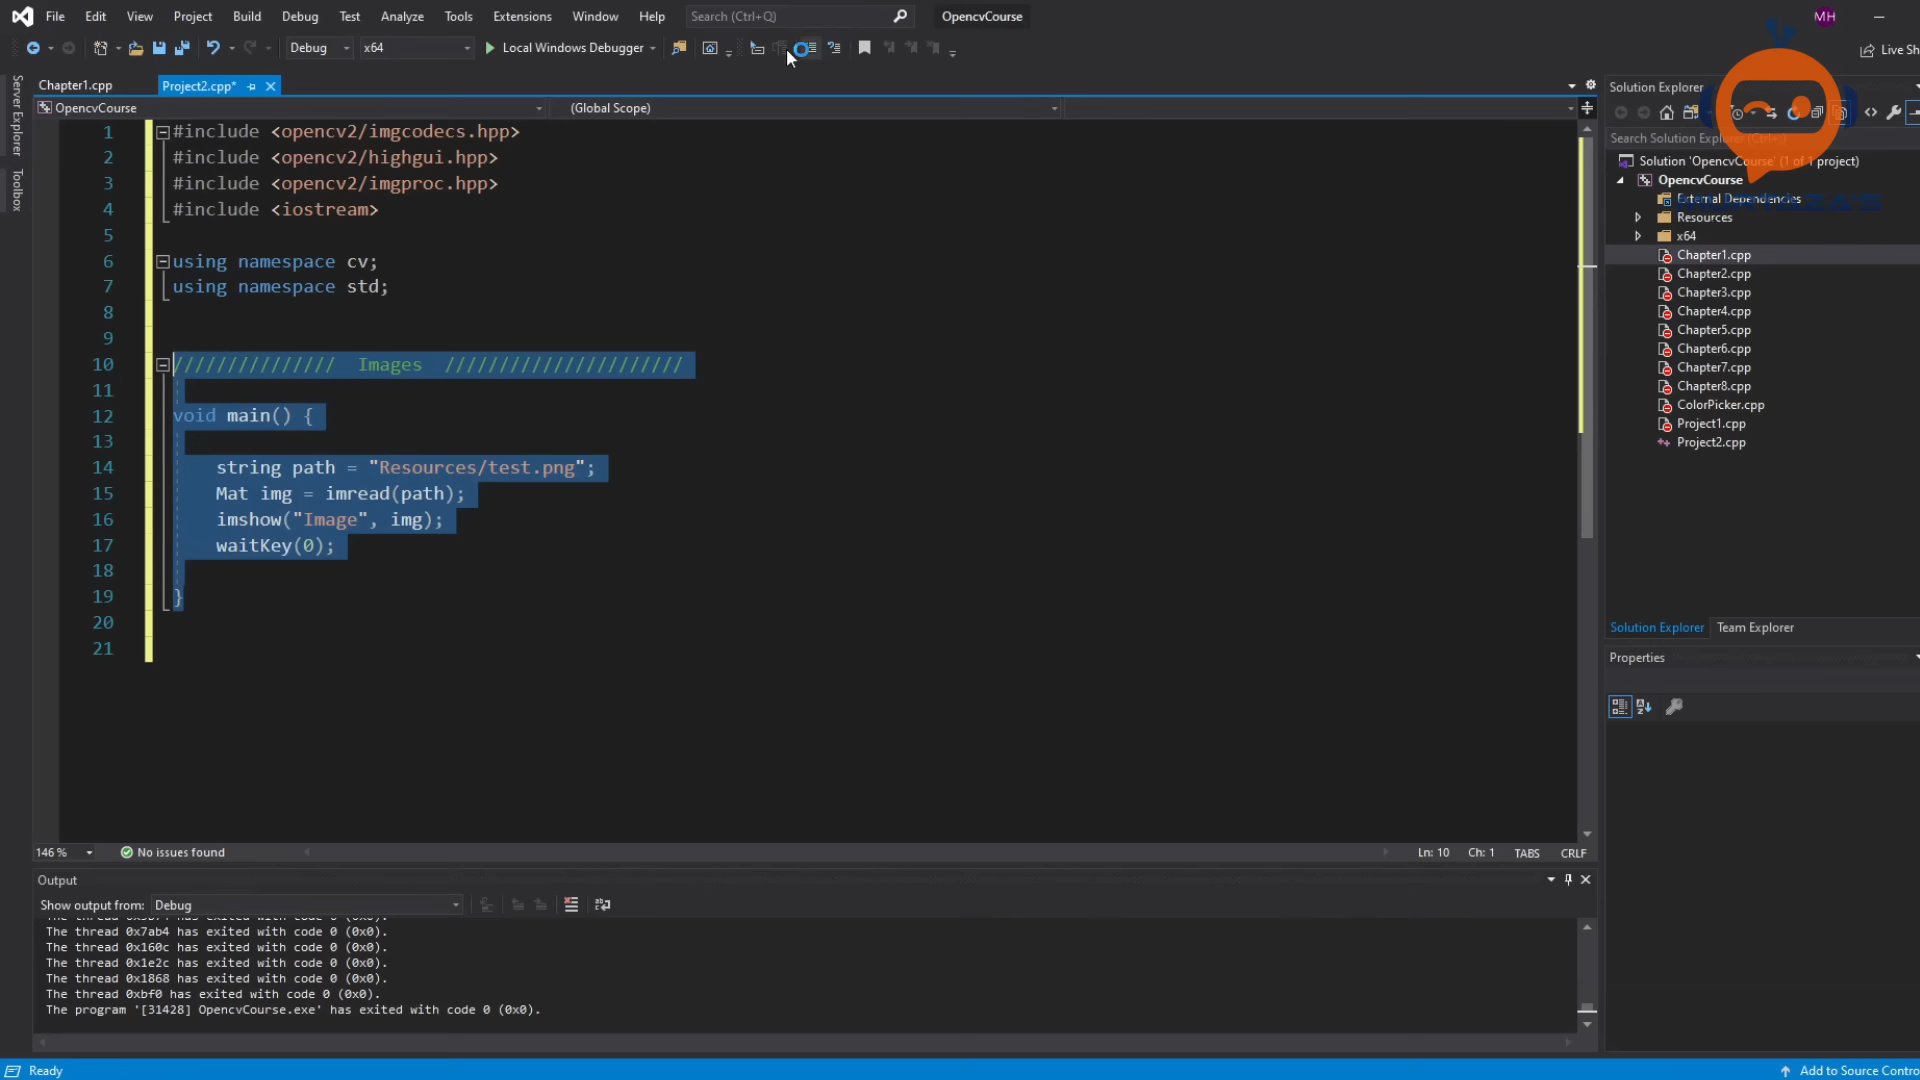 File Edit View Project Build Debug Test Analyze Tools Extensions Window Help Search (Ctrl+Q) OpencvCourse MH
Debug x64 Local Windows Debugger Live Sh
Server Explorer
Toolbox
Chapter1.cpp Project2.cpp*
OpencvCourse (Global Scope)
1 #include <opencv2/imgcodecs.hpp>
2 #include <opencv2/highgui.hpp>
3 #include <opencv2/imgproc.hpp>
4 #include <iostream>
5
6 using namespace cv;
7 using namespace std;
8
9
10 /////////////// Images //////////////////////
11
12 void main() {
13
14 string path = "Resources/test.png";
15 Mat img = imread(path);
16 imshow("Image", img);
17 waitKey(0);
18
19 }
20
21
146 % No issues found Ln: 10 Ch: 1 TABS CRLF
Output
Show output from: Debug
The thread 0x7ab4 has exited with code 0 (0x0).
The thread 0x160c has exited with code 0 (0x0).
The thread 0x1e2c has exited with code 0 (0x0).
The thread 0x1868 has exited with code 0 (0x0).
The thread 0xbf0 has exited with code 0 (0x0).
The program '[31428] OpencvCourse.exe' has exited with code 0 (0x0).
Solution Explorer
Search Solution Explorer (Ctrl+;)
Solution 'OpencvCourse' (1 of 1 project)
OpencvCourse
External Dependencies
Resources
x64
Chapter1.cpp
Chapter2.cpp
Chapter3.cpp
Chapter4.cpp
Chapter5.cpp
Chapter6.cpp
Chapter7.cpp
Chapter8.cpp
ColorPicker.cpp
Project1.cpp
Project2.cpp
Solution Explorer Team Explorer
Properties
Ready Add to Source Contro